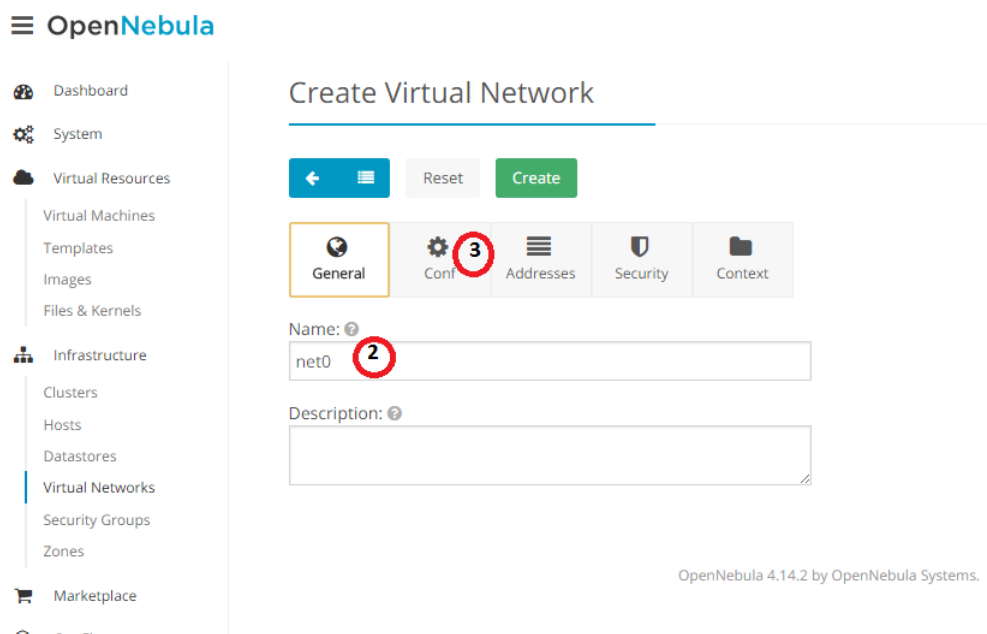 OpenNebula
Dashboard
System
Virtual Resources
Virtual Machines
Templates
Images
Files & Kernels
Infrastructure
Clusters
Hosts
Datastores
Virtual Networks
Security Groups
Zones
Marketplace
Create Virtual Network
Reset Create
General Conf 3 Addresses Security Context
Name:
net0 2
Description:
OpenNebula 4.14.2 by OpenNebula Systems.